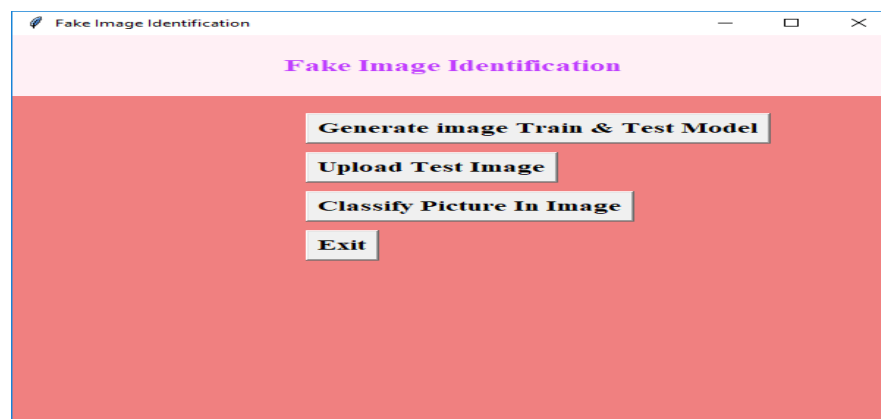 Fake Image Identification
Fake Image Identification
Generate image Train & Test Model
Upload Test Image
Classify Picture In Image
Exit